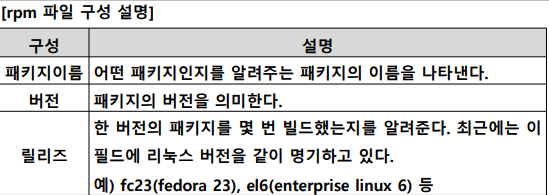 [rpm 파일 구성 설명]
구성 설명
패키지이름 어떤 패키지인지를 알려주는 패키지의 이름을 나타낸다.
버전 패키지의 버전을 의미한다.
한 버전의 패키지를 몇 번 빌드했는지를 알려준다. 최근에는 이
릴리즈 필드에 리눅스 버전을 같이 명기하고 있다.
예) fc23(fedora 23), el6(enterprise linux 6) 등